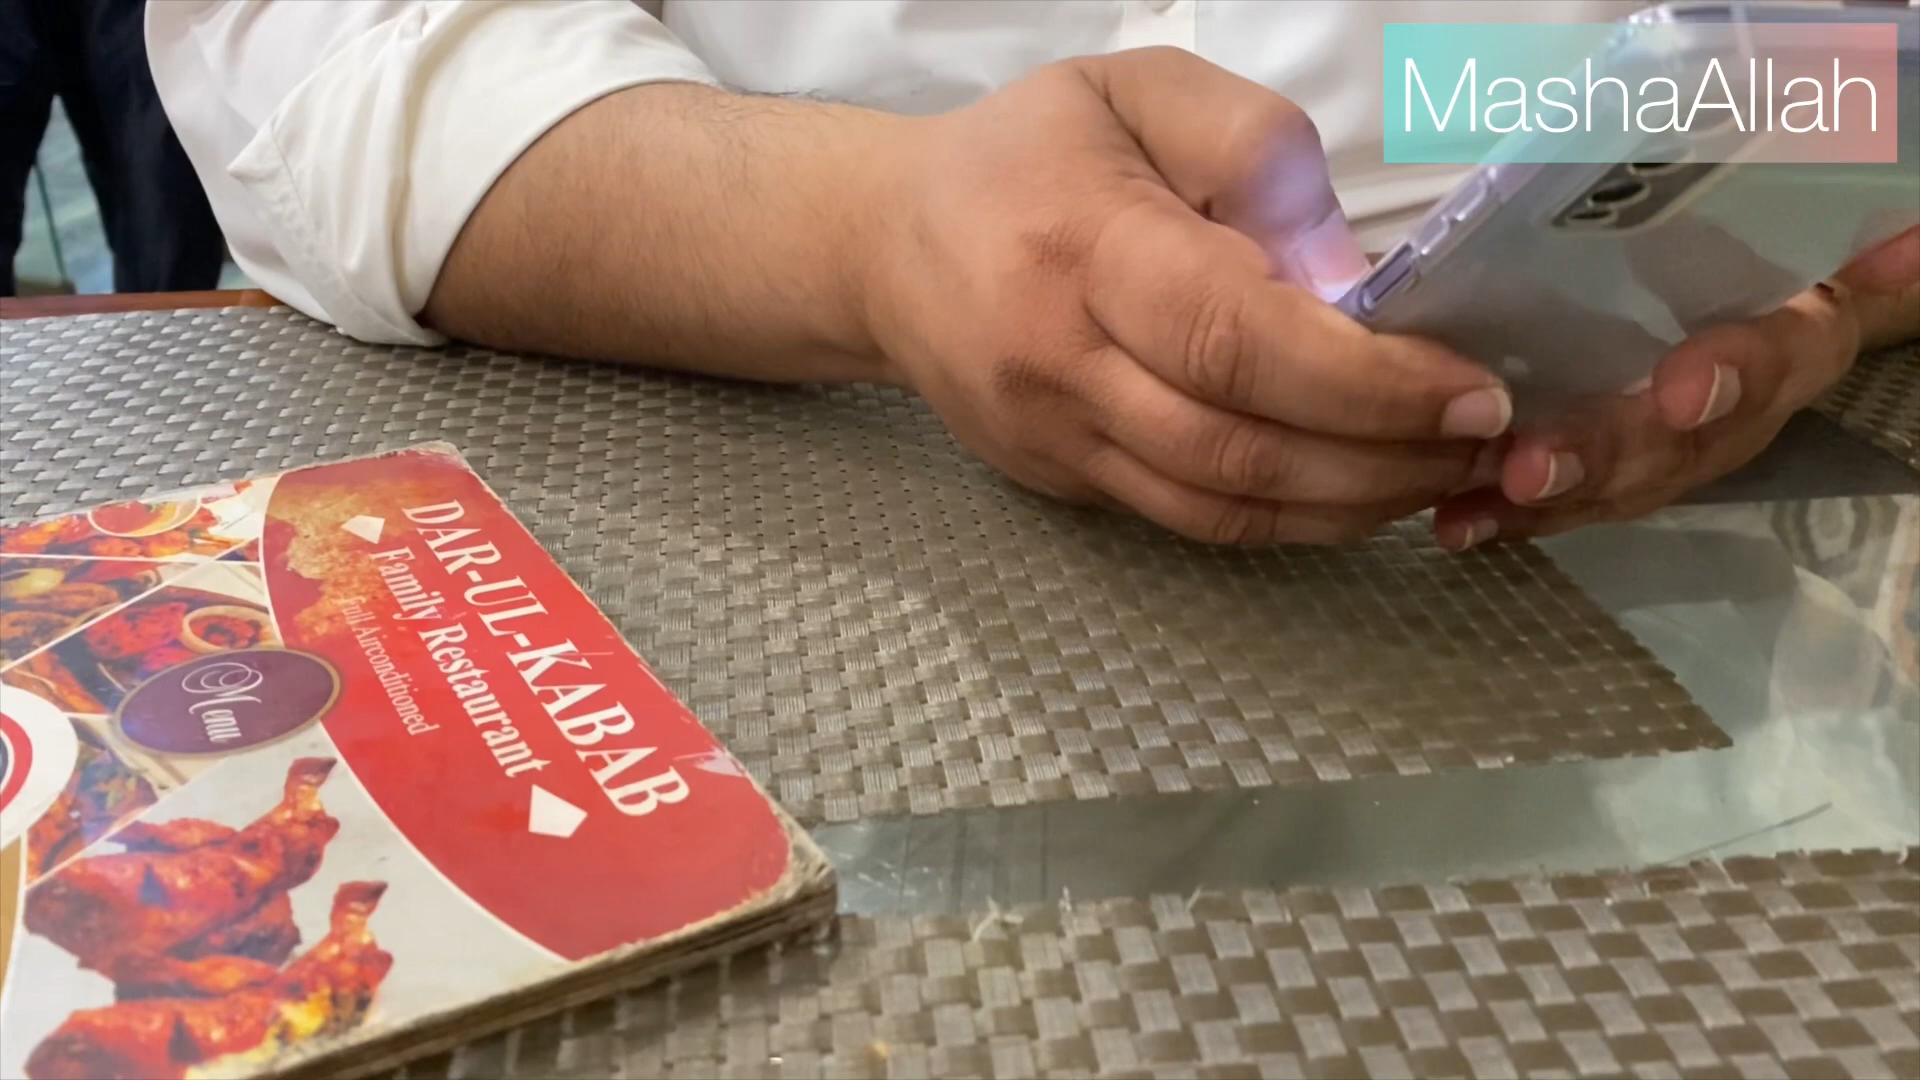 MashaAllah
DAR-UL-KABAB
Family Restaurant
Full Airconditioned
Menu